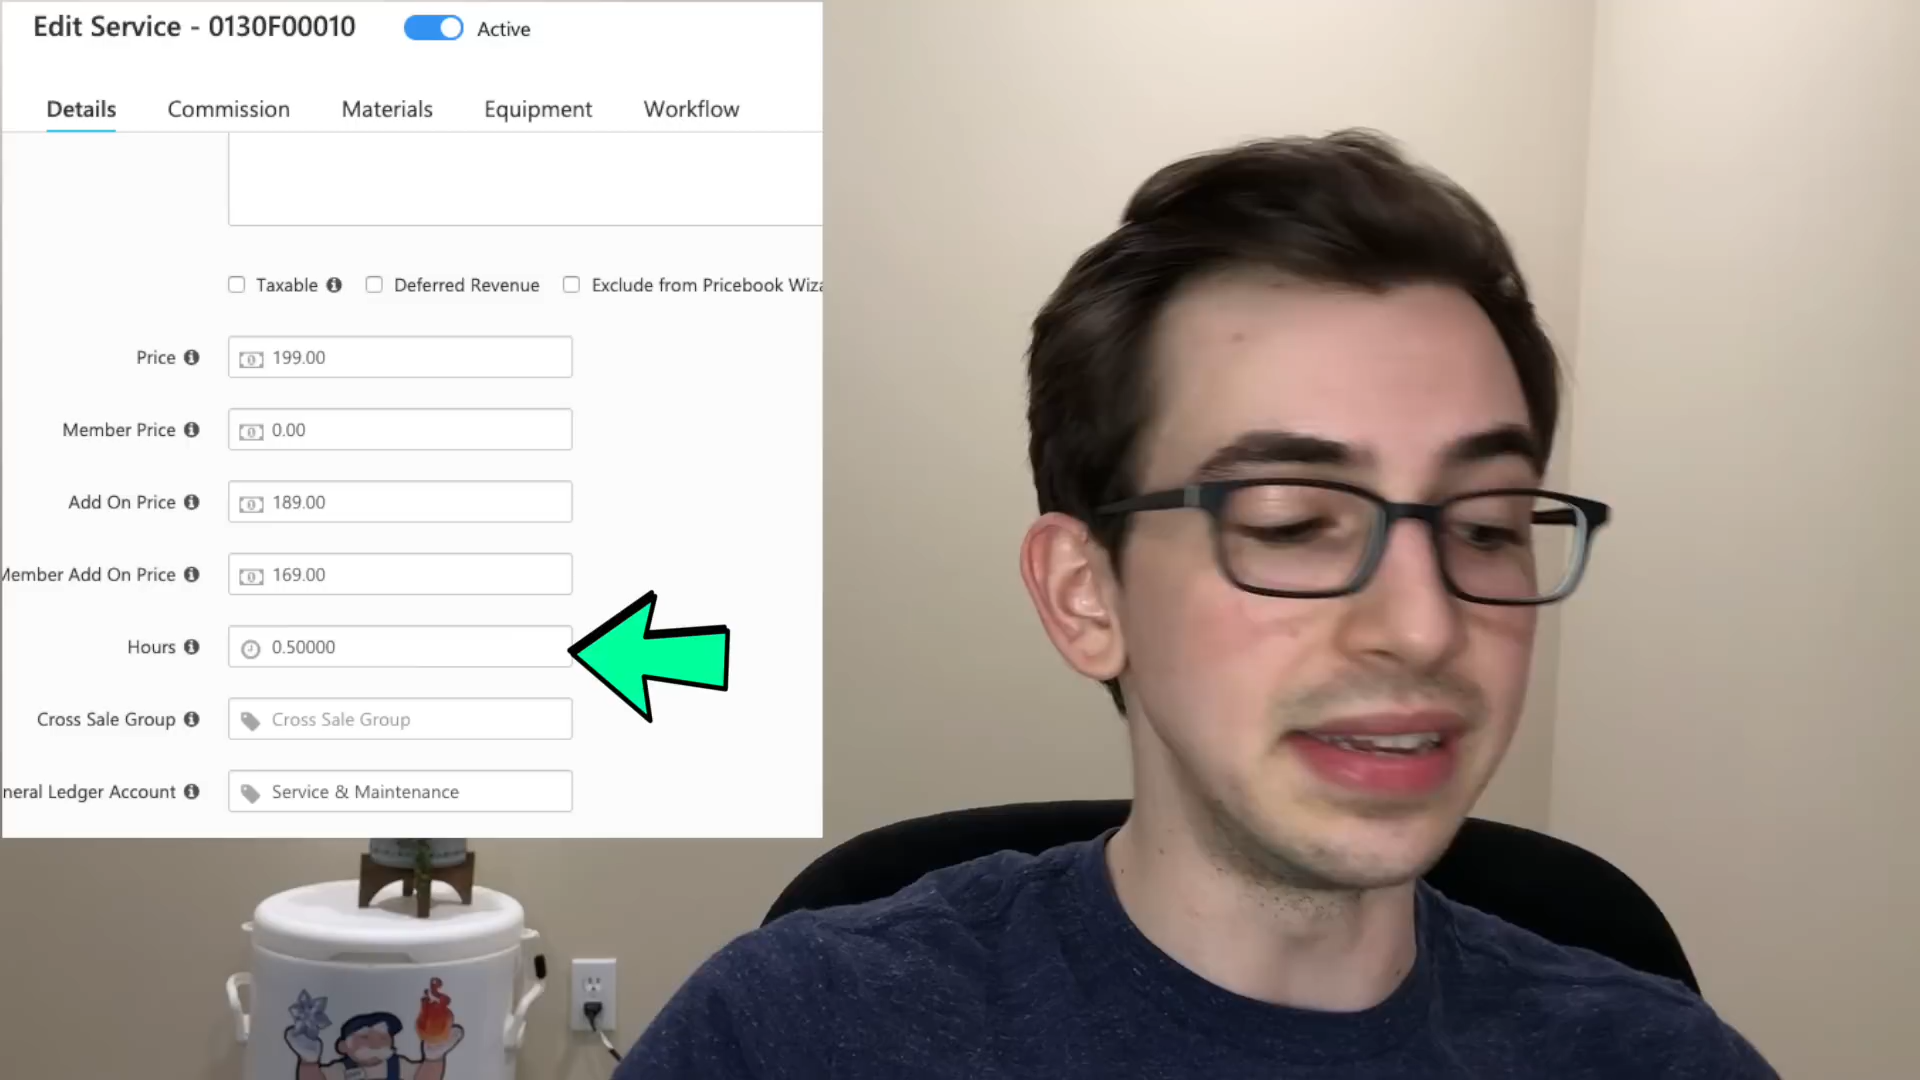 Edit Service - 0130F00010
Active
Details Commission Materials Equipment Workflow
Taxable Deferred Revenue Exclude from Pricebook Wiza
Price 199.00
Member Price 0.00
Add On Price 189.00
Member Add On Price 169.00
Hours 0.50000
Cross Sale Group Cross Sale Group
neral Ledger Account Service & Maintenance